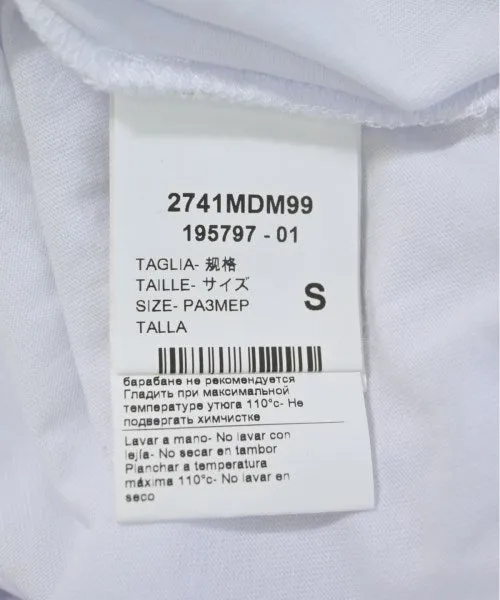 2741MDM99
195797 - 01
TAGLIA- 规格
TAILLE- サイズ
SIZE- РАЗМЕР
TALLA
S
барабане не рекомендуется
Гладить при максимальной
температуре утюга 110°c- Не
подвергать химчистке
Lavar a mano- No lavar con
lejía- No secar en tambor
Planchar a temperatura
máxima 110°c- No lavar en
seco